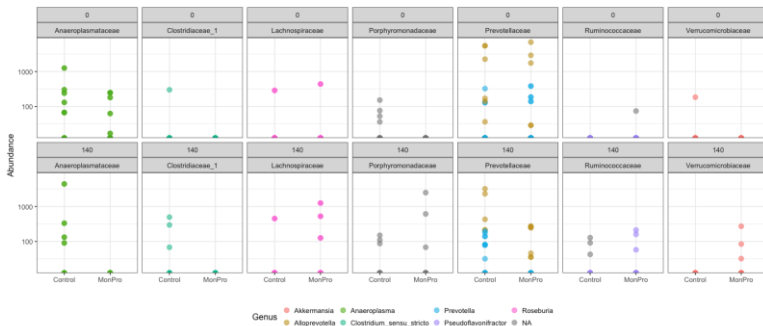 0 0 0 0 0 0 0
Anaeroplasmataceae Clostridiaceae_1 Lachnospiraceae Porphyromonadaceae Prevotellaceae Ruminococcaceae Verrucomicrobiaceae
1000
100
140 140 140 140 140 140 140
Anaeroplasmataceae Clostridiaceae_1 Lachnospiraceae Porphyromonadaceae Prevotellaceae Ruminococcaceae Verrucomicrobiaceae
Abundance
1000
100
Control MonPro Control MonPro Control MonPro Control MonPro Control MonPro Control MonPro Control MonPro
Genus
Akkermansia Anaeroplasma Prevotella Roseburia
Alloprevotella Clostridium_sensu_stricto Pseudoflavonifractor NA